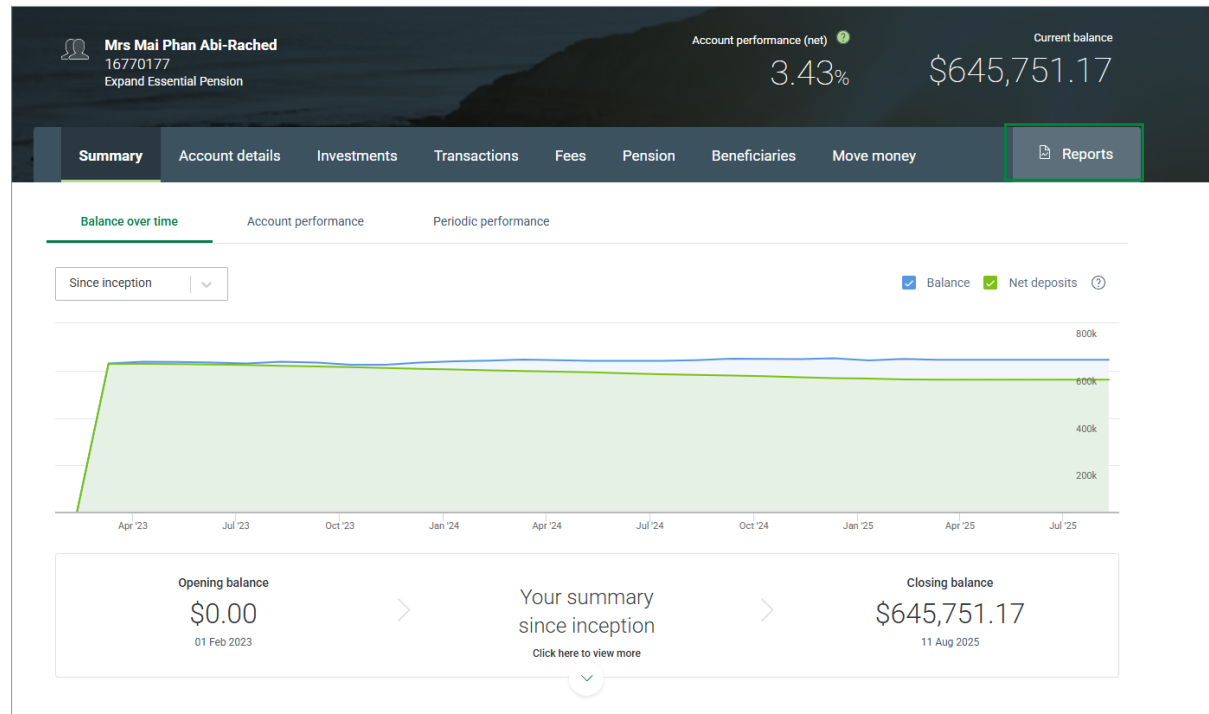 Mrs Mai Phan Abi-Rached
16770177
Expand Essential Pension
Account performance (net) ?
3.43%
Current balance
$645,751.17
Summary Account details Investments Transactions Fees Pension Beneficiaries Move money Reports
Balance over time Account performance Periodic performance
Since inception
Balance Net deposits ?
800k
600k
400k
200k
Apr '23 Jul '23 Oct '23 Jan '24 Apr '24 Jul '24 Oct '24 Jan '25 Apr '25 Jul '25
Opening balance
$0.00
01 Feb 2023
Your summary
since inception
Click here to view more
Closing balance
$645,751.17
11 Aug 2025